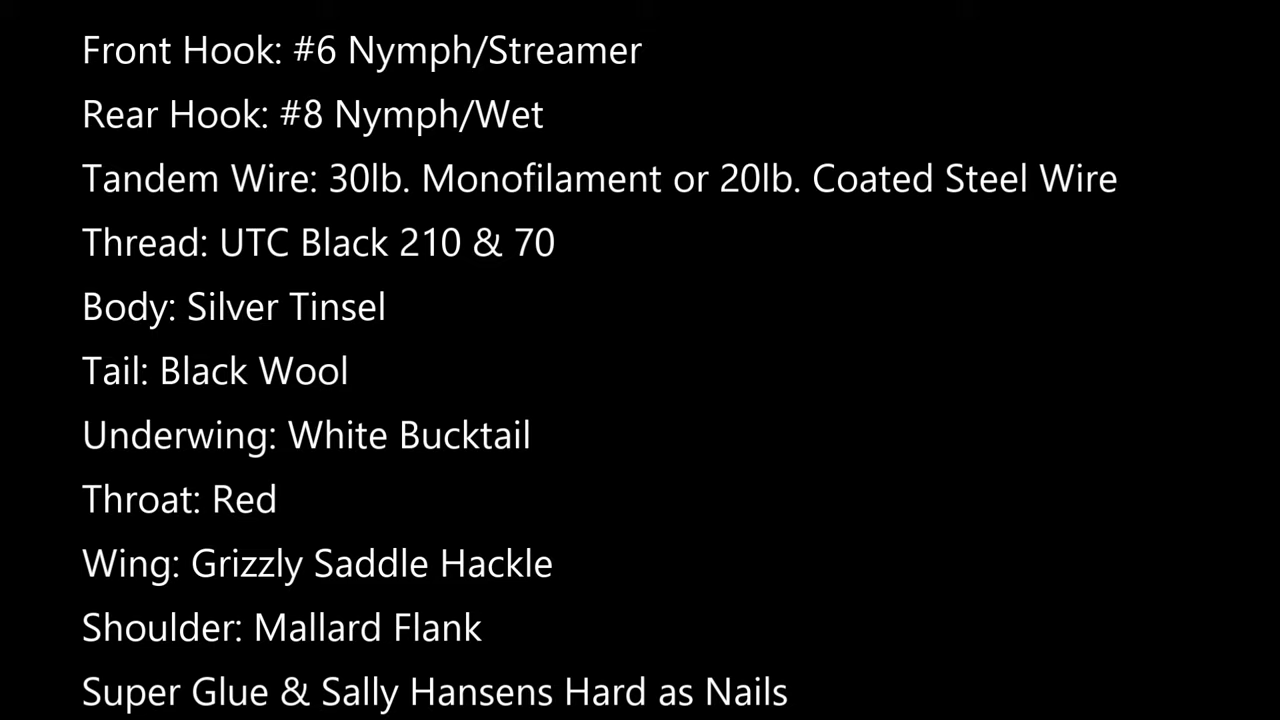 Front Hook: #6 Nymph/Streamer
Rear Hook: #8 Nymph/Wet
Tandem Wire: 30lb. Monofilament or 20lb. Coated Steel Wire
Thread: UTC Black 210 & 70
Body: Silver Tinsel
Tail: Black Wool
Underwing: White Bucktail
Throat: Red
Wing: Grizzly Saddle Hackle
Shoulder: Mallard Flank
Super Glue & Sally Hansens Hard as Nails